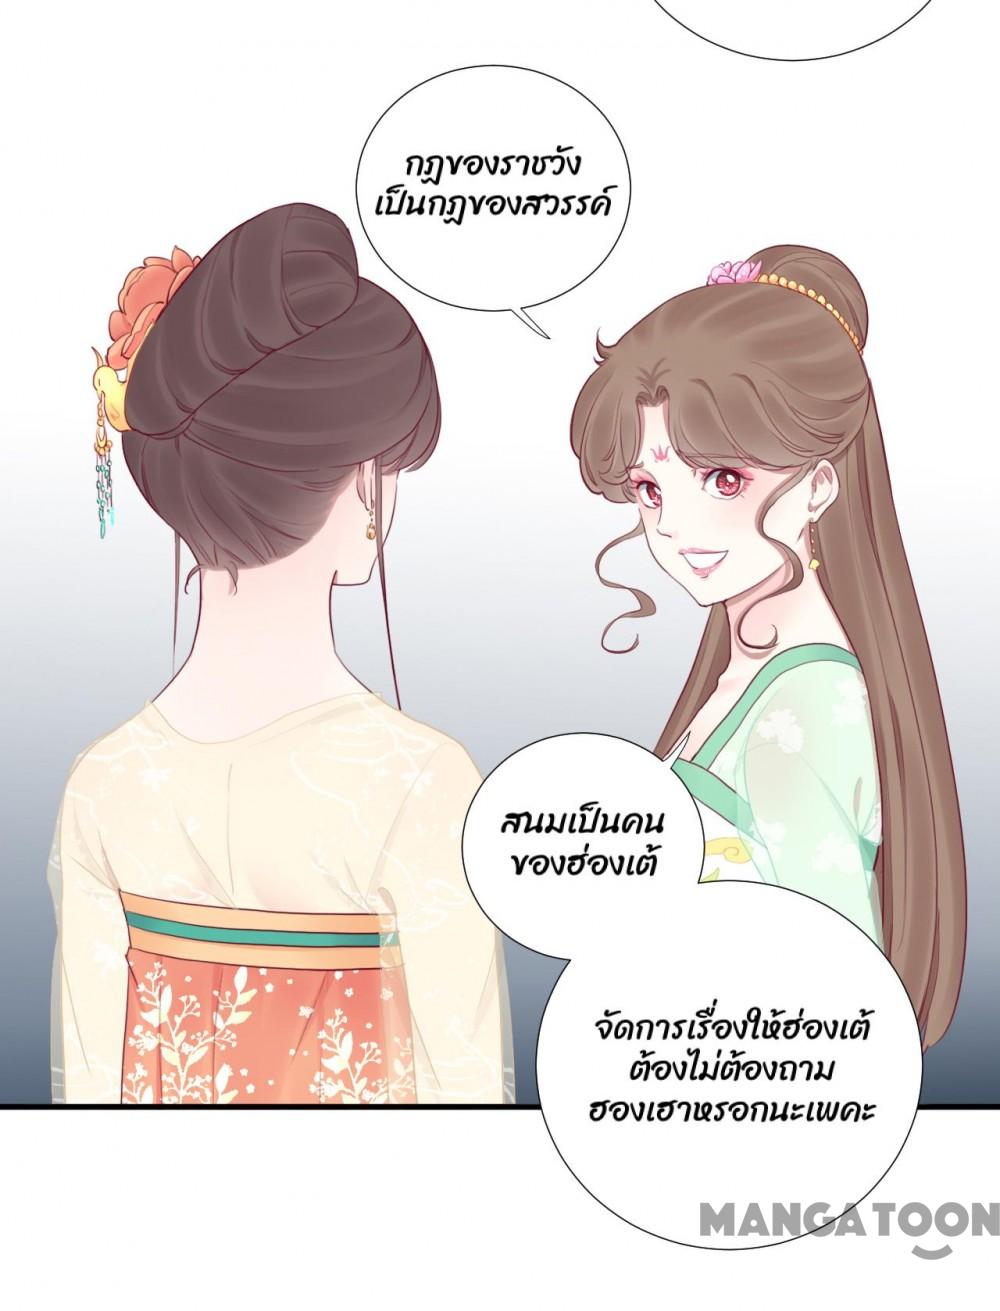 กฏของราชวัง
เป็นกฏของสวรรค์
สนมเป็นคน
ของฮ่องเต้
จัดการเรื่องให้ฮ่องเต้
ต้องไม่ต้องถาม
ฮองเฮาหรอกนะเพคะ
MANGATOON